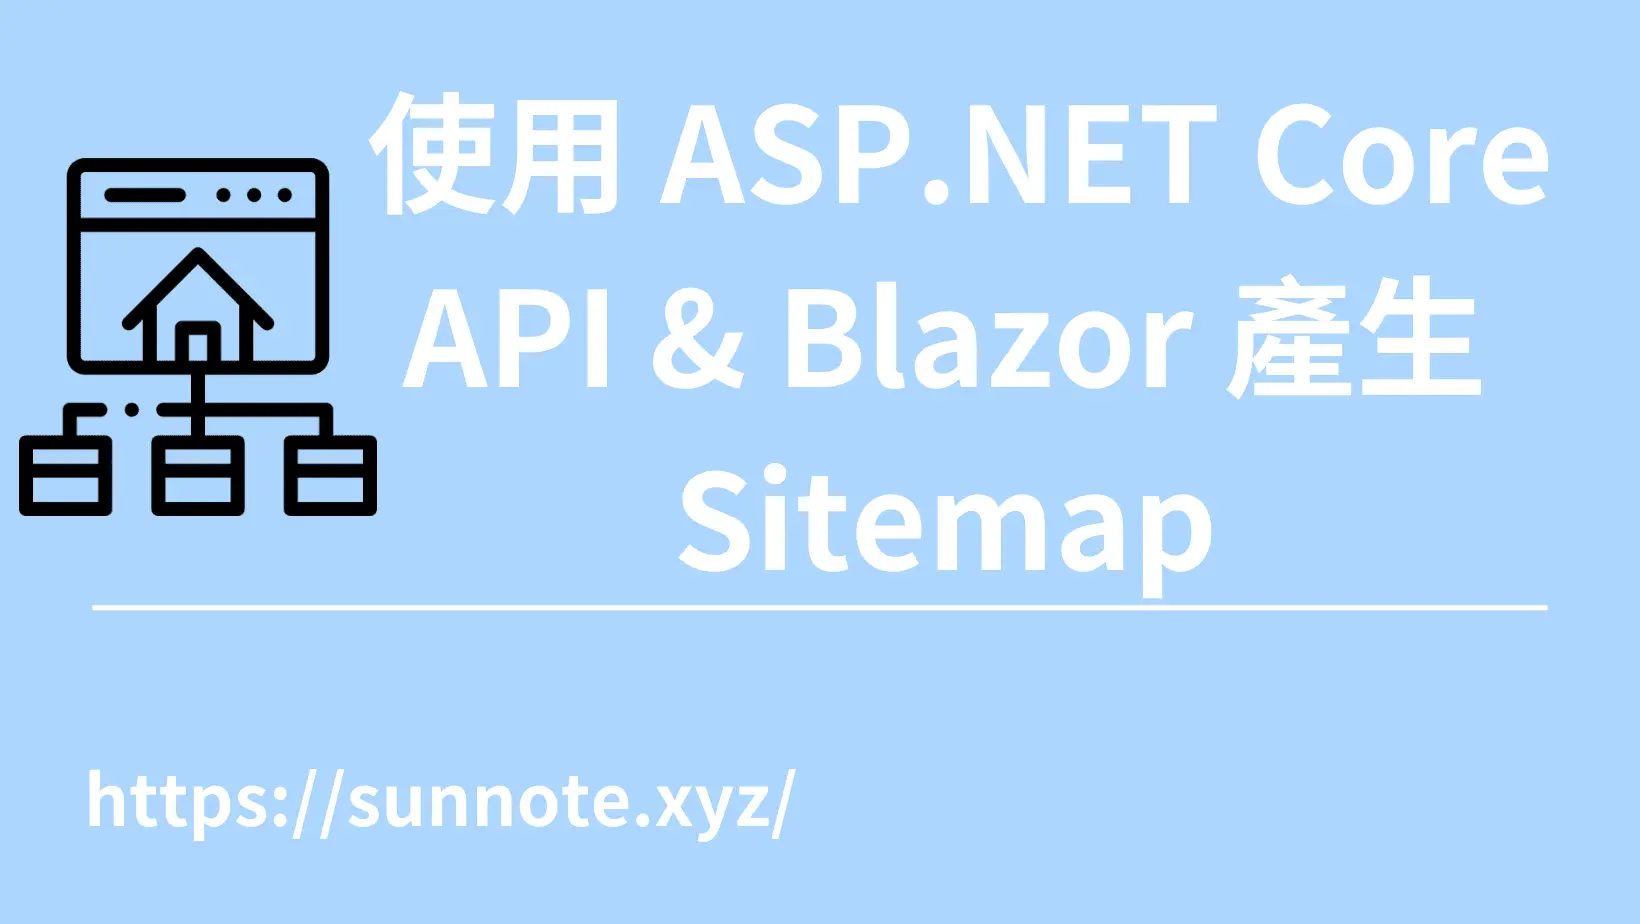 使用 ASP.NET Core
API & Blazor 產生
Sitemap
https://sunnote.xyz/